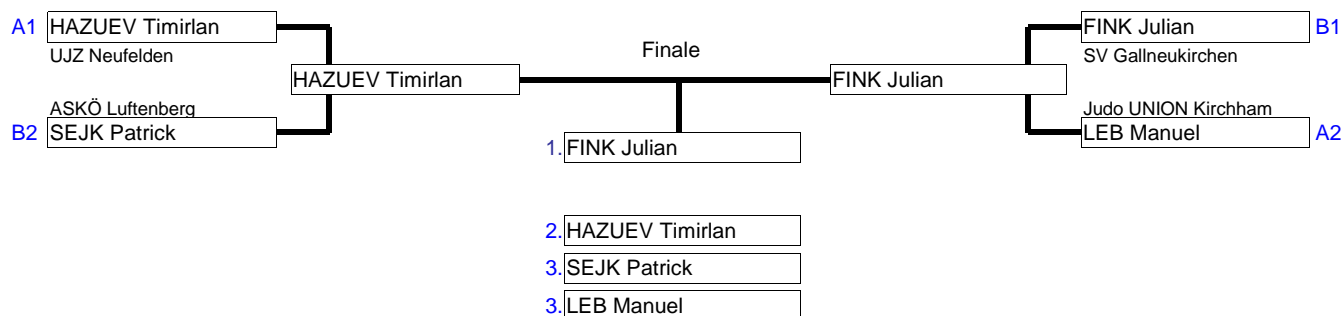 A1 HAZUEV Timirlan
UJZ Neufelden
ASKÖ Luftenberg
B2 SEJK Patrick
HAZUEV Timirlan
Finale
FINK Julian
FINK Julian B1
SV Gallneukirchen
Judo UNION Kirchham
LEB Manuel A2
1. FINK Julian
2. HAZUEV Timirlan
3. SEJK Patrick
3. LEB Manuel